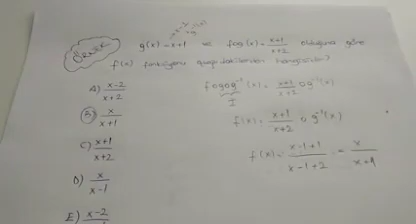 ÖRNEK
g(x) = x+1 ve fog(x) = x+1/x+2 olduğuna göre
f(x) fonksiyonu aşağıdakilerden hangisidir?
A) x-2/x+2
B) x/x+1
C) x+1/x+2
D) x/x-1
E) x-2
fogog⁻¹(x) = x+1/x+2 og⁻¹(x)
I
f(x) = x+1/x+2 o g⁻¹(x)
f(x) = x-1+1/x-1+2 = x/x+1